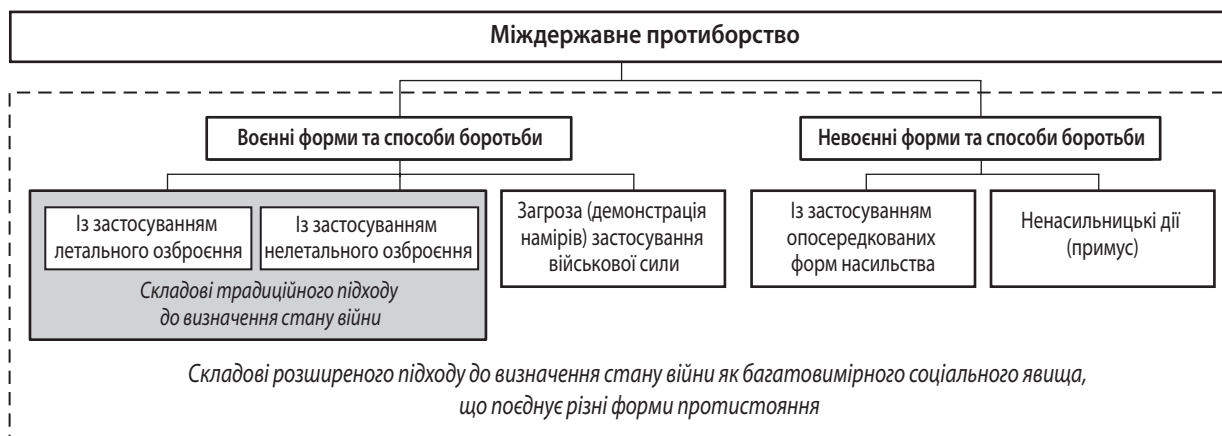 Міждержавне протиборство
Воєнні форми та способи боротьби
Невоєнні форми та способи боротьби
Із застосуванням
летального озброєння
Із застосуванням
нелетального озброєння
Складові традиційного підходу
до визначення стану війни
Загроза (демонстрація
намірів) застосування
військової сили
Із застосуванням
опосередкованих
форм насильства
Ненасильницькі дії
(примус)
Складові розширеного підходу до визначення стану війни як багатовимірного соціального явища,
що поєднує різні форми протистояння